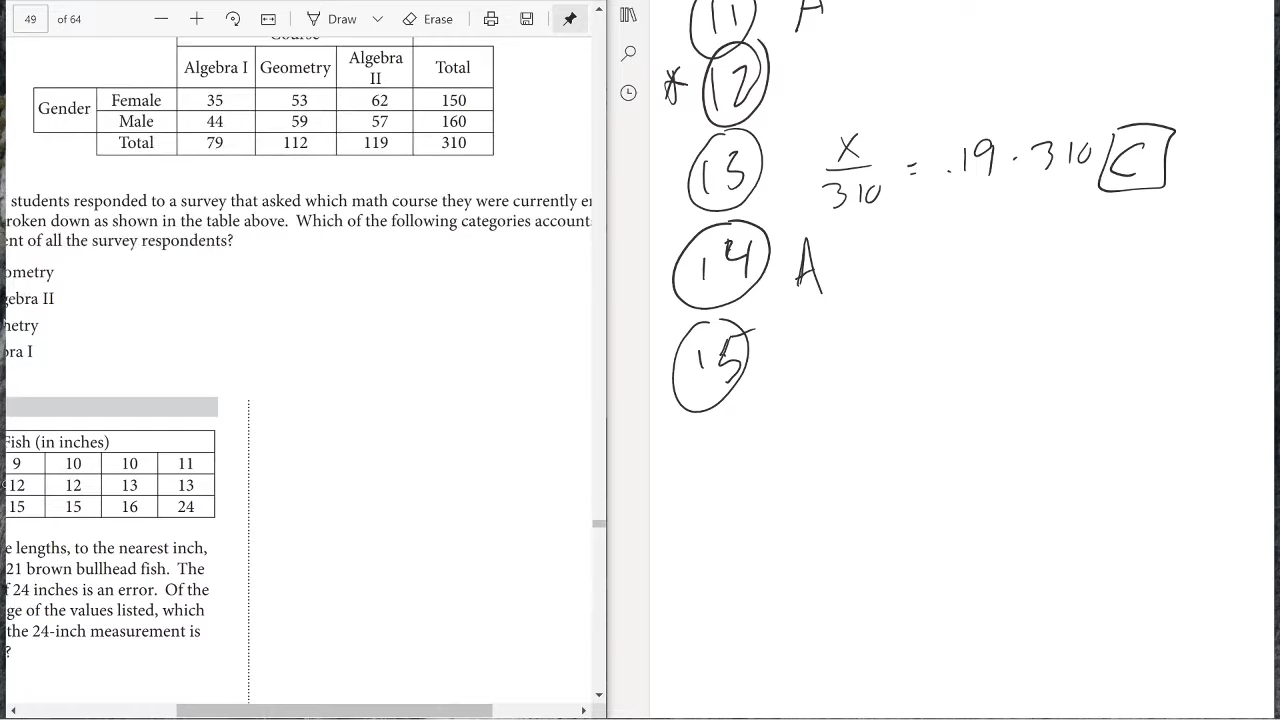 49 of 64
Draw
Erase
Course
Algebra I Geometry Algebra II Total
Gender
Female 35 53 62 150
Male 44 59 57 160
Total 79 112 119 310
students responded to a survey that asked which math course they were currently e
roken down as shown in the table above. Which of the following categories account
nt of all the survey respondents?
ometry
gebra II
netry
ora I
Fish (in inches)
9 10 10 11
12 12 13 13
15 15 16 24
e lengths, to the nearest inch,
21 brown bullhead fish. The
f 24 inches is an error. Of the
ge of the values listed, which
the 24-inch measurement is
?
11 A
* 12
13 x/310 = .19 · 310 C
14 A
15